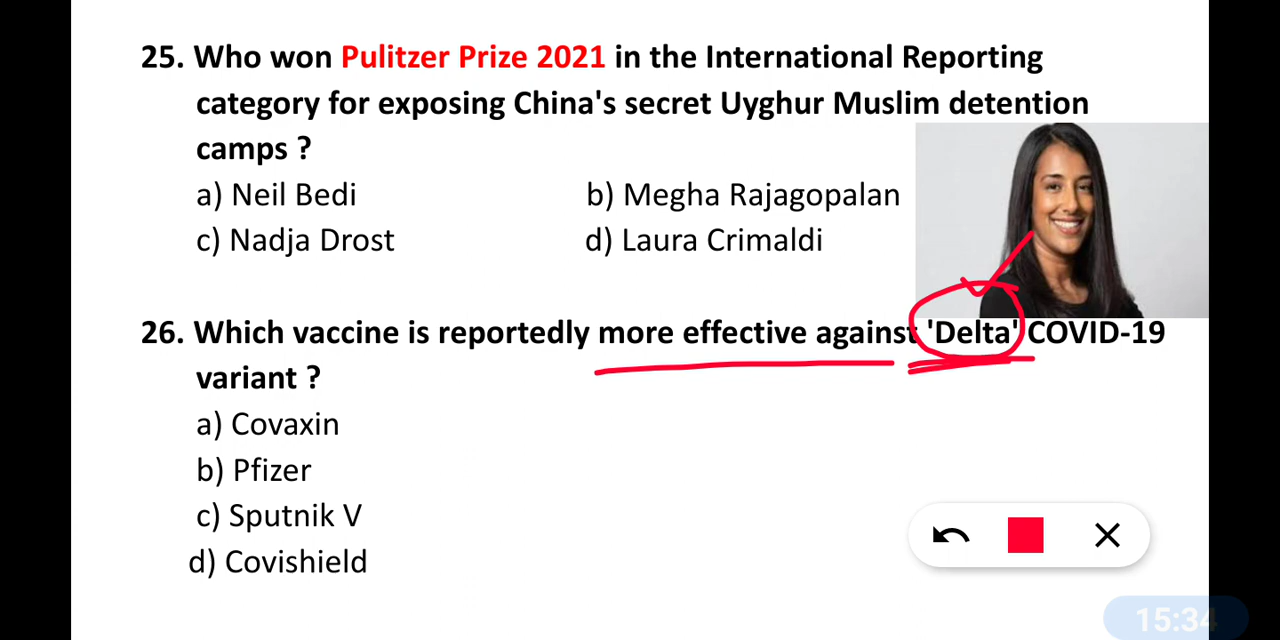 25. Who won Pulitzer Prize 2021 in the International Reporting
category for exposing China's secret Uyghur Muslim detention
camps ?
a) Neil Bedi b) Megha Rajagopalan
c) Nadja Drost d) Laura Crimaldi
26. Which vaccine is reportedly more effective against 'Delta' COVID-19
variant ?
a) Covaxin
b) Pfizer
c) Sputnik V
d) Covishield
15:34